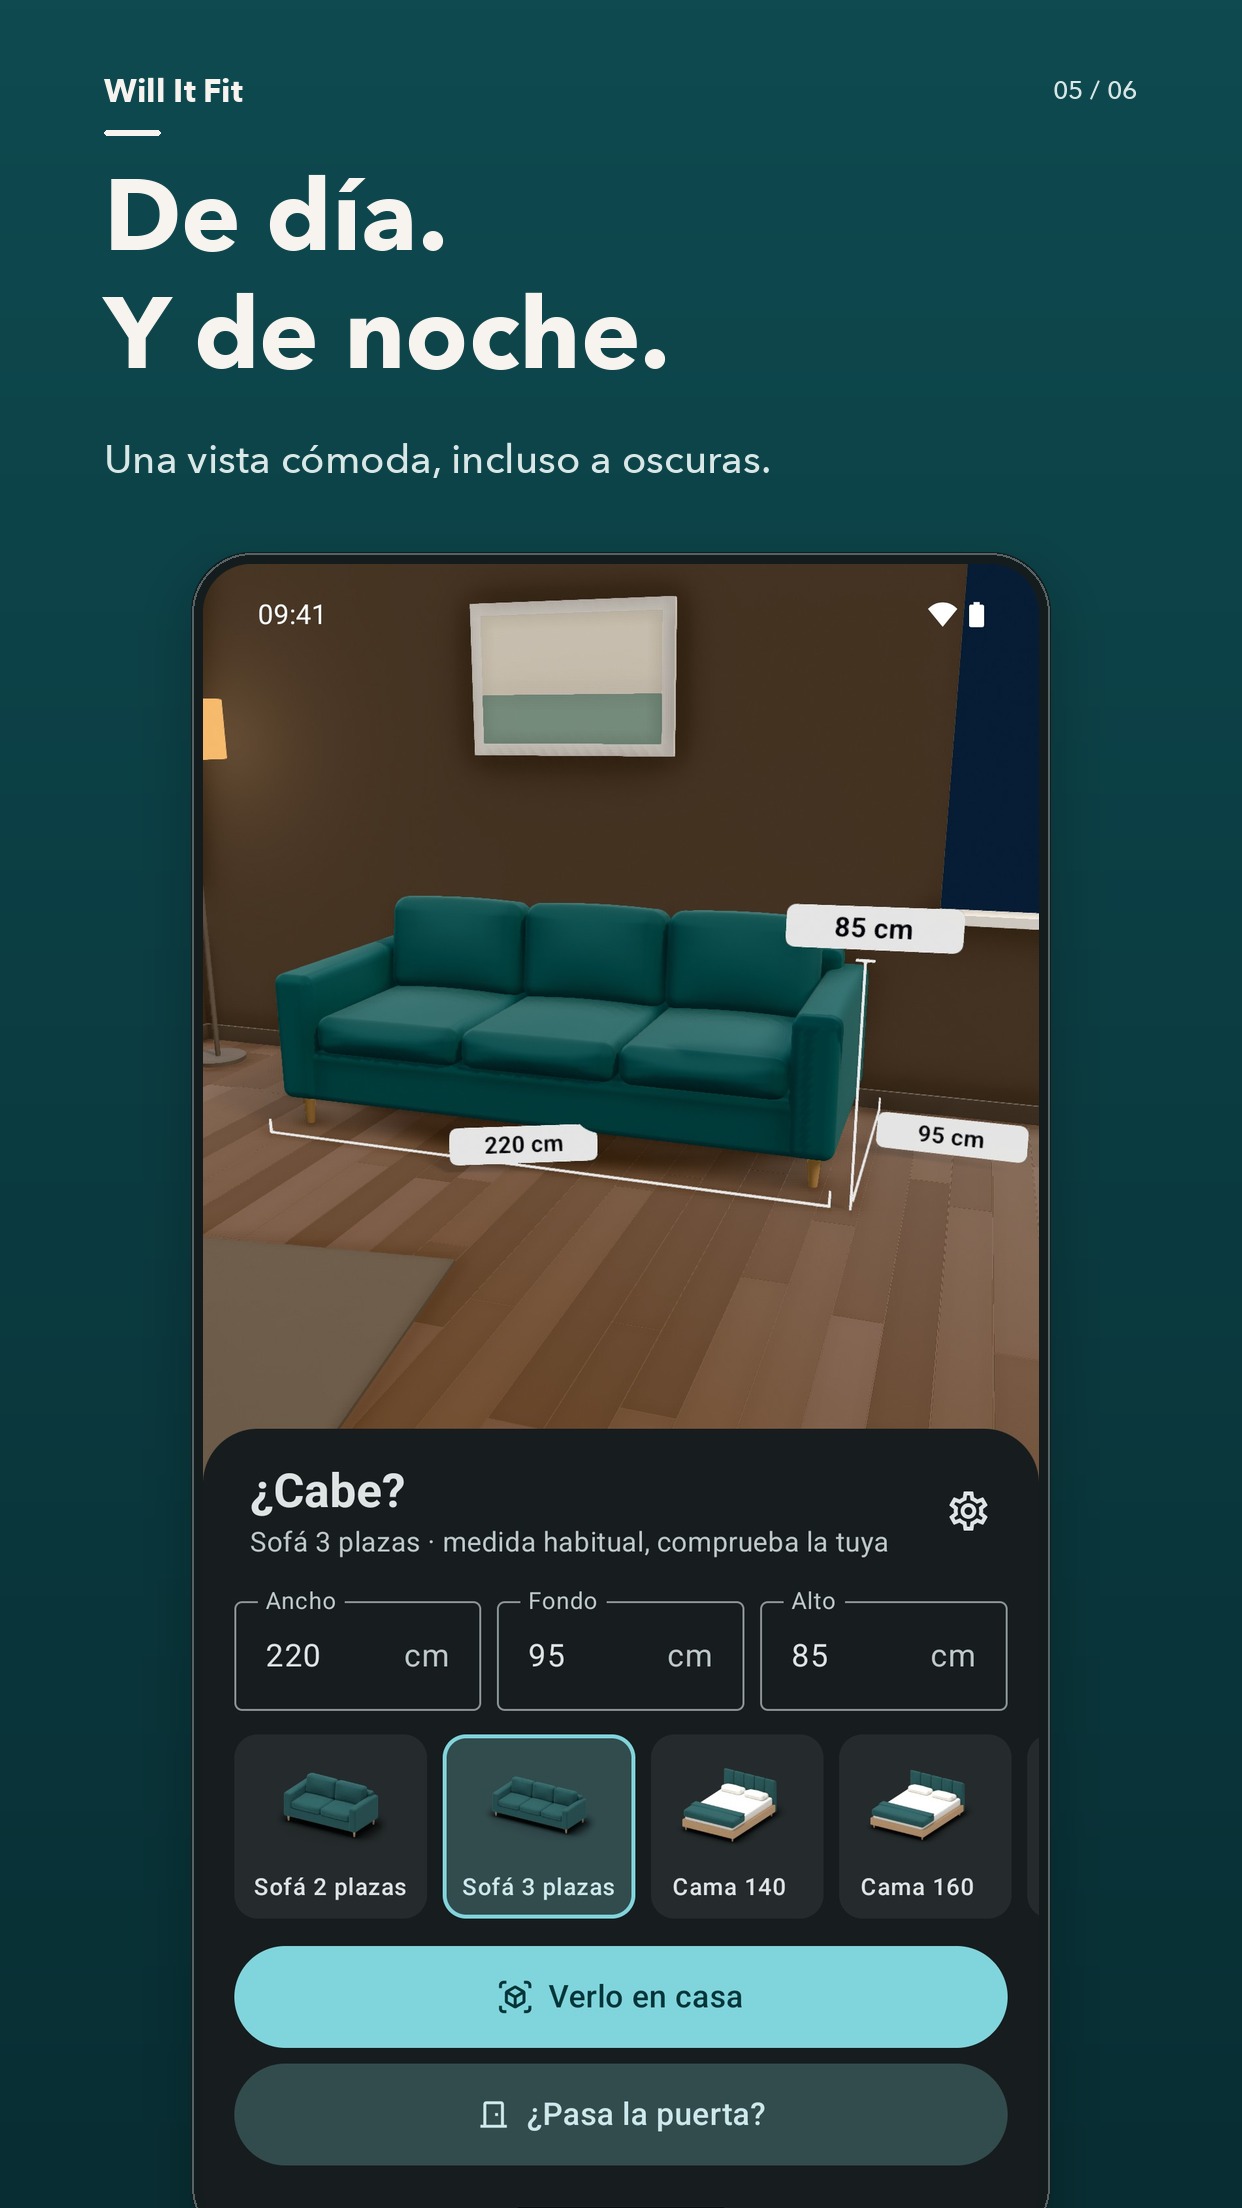 Will It Fit
05 / 06
De día.
Y de noche.
Una vista cómoda, incluso a oscuras.
09:41
85 cm
95 cm
220 cm
¿Cabe?
Sofá 3 plazas · medida habitual, comprueba la tuya
Ancho
Fondo
Alto
220 cm
95 cm
85 cm
Sofá 2 plazas
Sofá 3 plazas
Cama 140
Cama 160
Verlo en casa
¿Pasa la puerta?